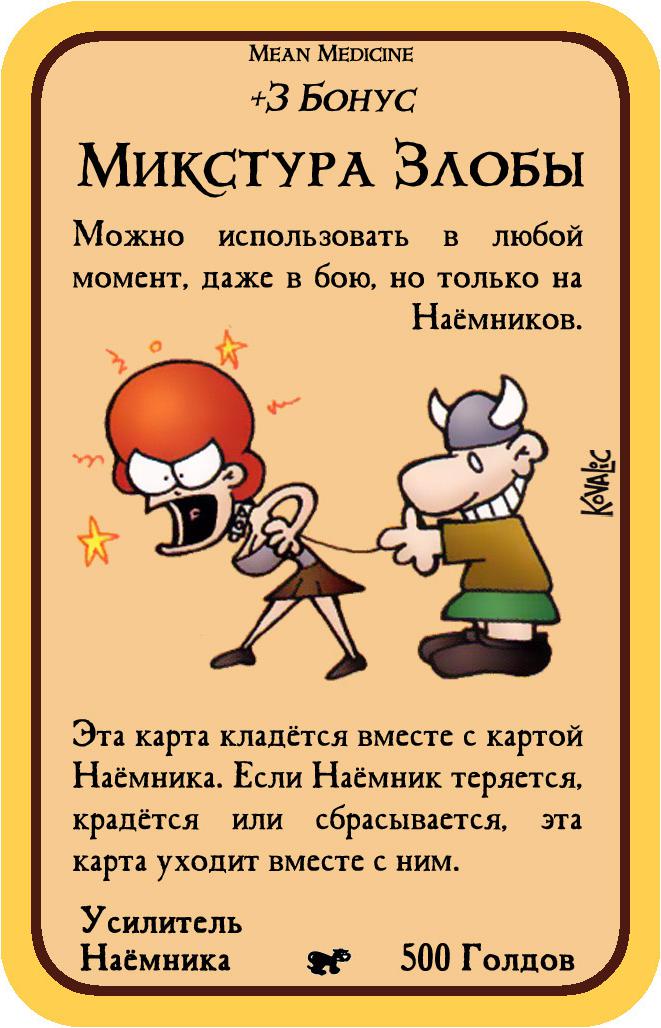 Mean Medicine
+3 Бонус
Микстура Злобы
Можно использовать в любой
момент, даже в бою, но только на
Наёмников.
Kovalic
Эта карта кладётся вместе с картой
Наёмника. Если Наёмник теряется,
крадётся или сбрасывается, эта
карта уходит вместе с ним.
Усилитель
Наёмника 500 Голдов